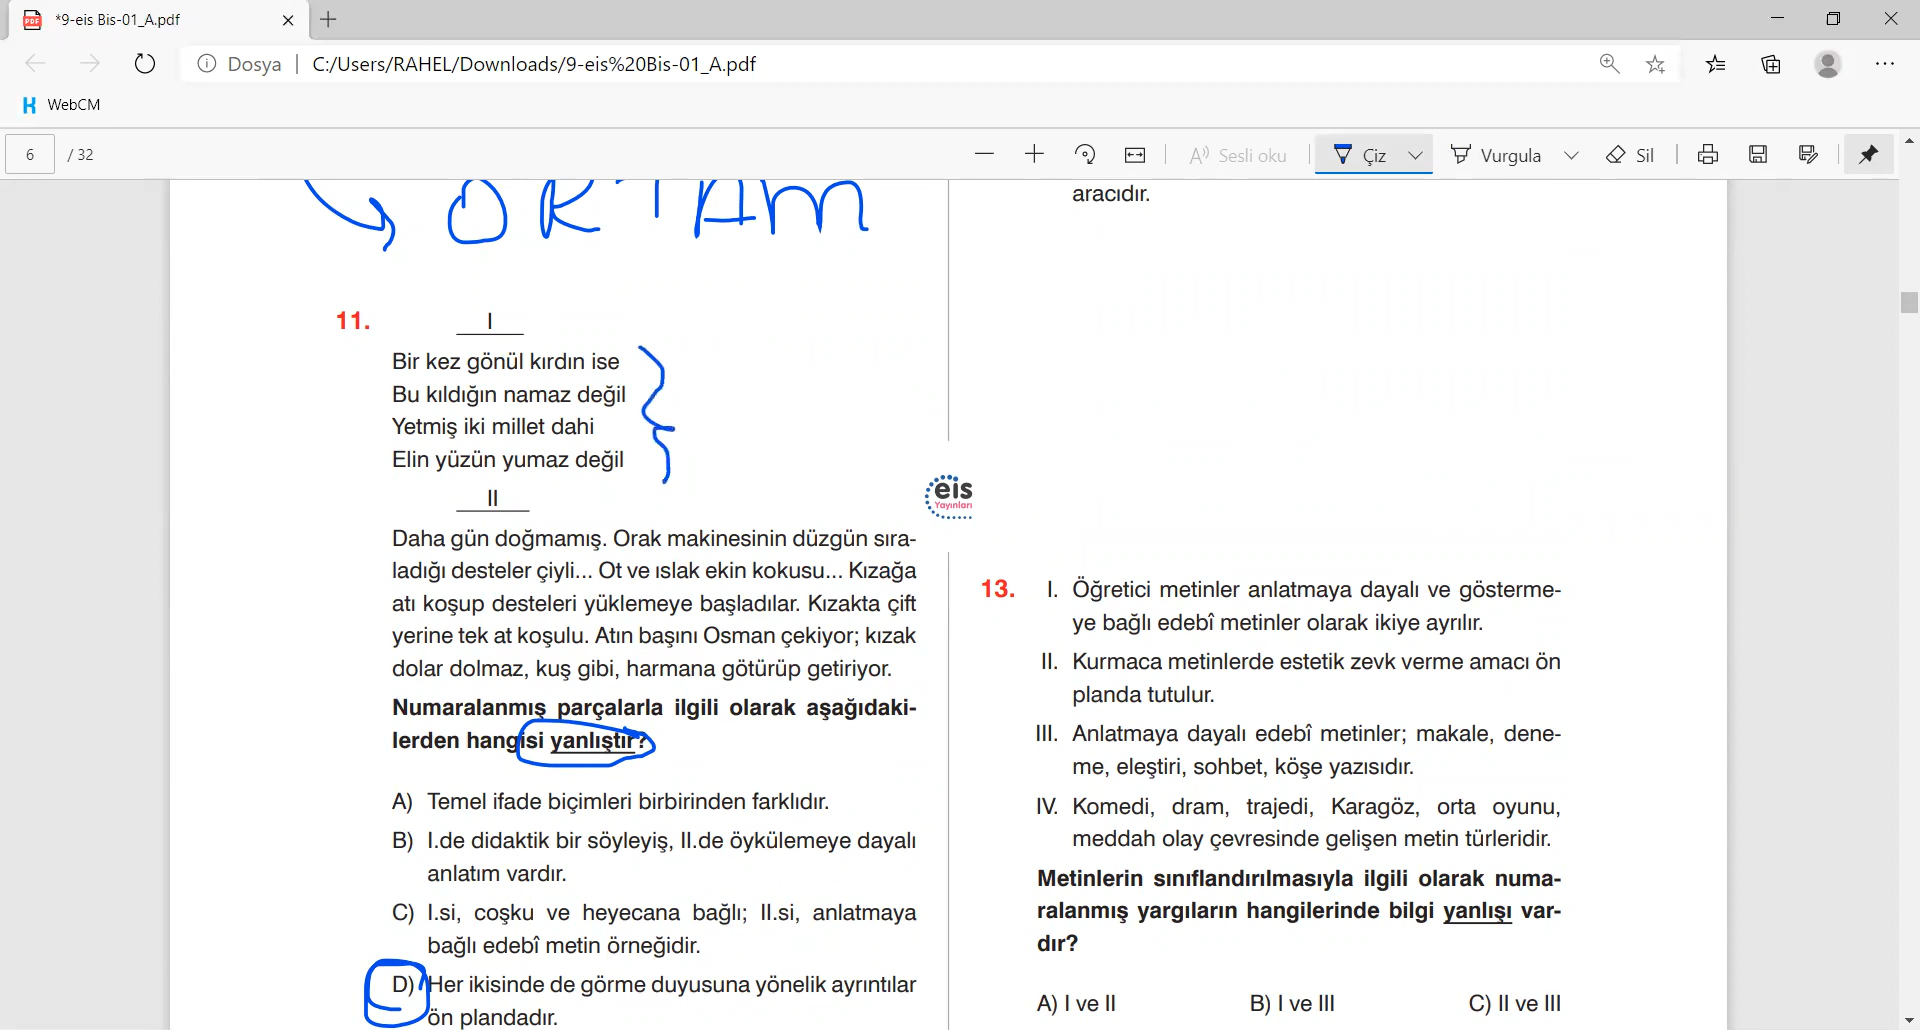 *9-eis Bis-01_A.pdf
Dosya
C:/Users/RAHEL/Downloads/9-eis%20Bis-01_A.pdf
WebCM
6 / 32
Sesli oku
Çiz
Vurgula
Sil
ORTAM
11.
I
Bir kez gönül kırdın ise
Bu kıldığın namaz değil
Yetmiş iki millet dahi
Elin yüzün yumaz değil
II
Daha gün doğmamış. Orak makinesinin düzgün sıra-
ladığı desteler çiyli... Ot ve ıslak ekin kokusu... Kızağa
atı koşup desteleri yüklemeye başladılar. Kızakta çift
yerine tek at koşulu. Atın başını Osman çekiyor; kızak
dolar dolmaz, kuş gibi, harmana götürüp getiriyor.
Numaralanmış parçalarla ilgili olarak aşağıdaki-
lerden hangisi yanlıştır?
A) Temel ifade biçimleri birbirinden farklıdır.
B) I.de didaktik bir söyleyiş, II.de öykülemeye dayalı
anlatım vardır.
C) I.si, coşku ve heyecana bağlı; II.si, anlatmaya
bağlı edebî metin örneğidir.
D) Her ikisinde de görme duyusuna yönelik ayrıntılar
ön plandadır.
eis
Yayınları
aracıdır.
13. I. Öğretici metinler anlatmaya dayalı ve gösterme-
ye bağlı edebî metinler olarak ikiye ayrılır.
II. Kurmaca metinlerde estetik zevk verme amacı ön
planda tutulur.
III. Anlatmaya dayalı edebî metinler; makale, dene-
me, eleştiri, sohbet, köşe yazısıdır.
IV. Komedi, dram, trajedi, Karagöz, orta oyunu,
meddah olay çevresinde gelişen metin türleridir.
Metinlerin sınıflandırılmasıyla ilgili olarak numa-
ralanmış yargıların hangilerinde bilgi yanlışı var-
dır?
A) I ve II B) I ve III C) II ve III